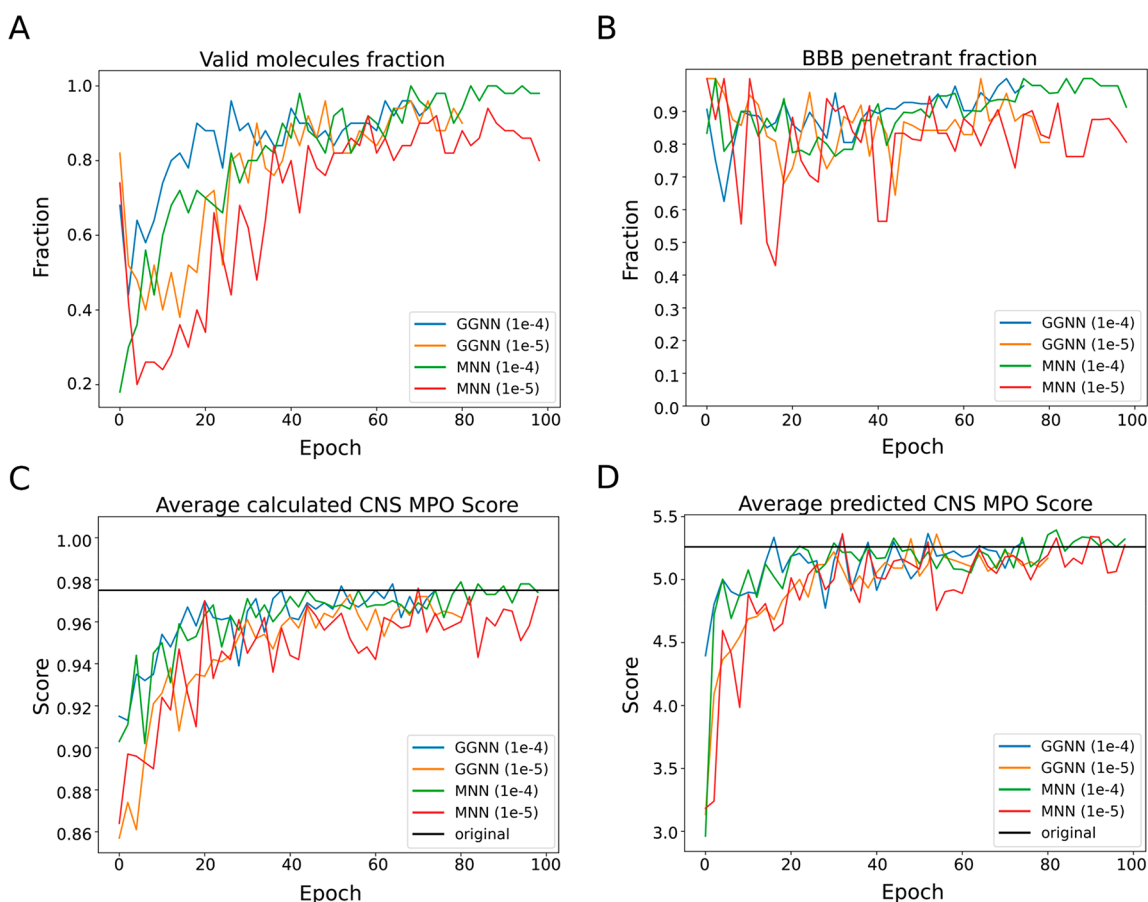 A
Valid molecules fraction
1.0
0.8
0.6
0.4
0.2
Fraction
GGNN (1e-4)
GGNN (1e-5)
MNN (1e-4)
MNN (1e-5)
0 20 40 60 80 100
Epoch
B
BBB penetrant fraction
0.9
0.8
0.7
0.6
0.5
0.4
0.3
0.2
0.1
0.0
Fraction
GGNN (1e-4)
GGNN (1e-5)
MNN (1e-4)
MNN (1e-5)
0 20 40 60 80 100
Epoch
C
Average calculated CNS MPO Score
1.00
0.98
0.96
0.94
0.92
0.90
0.88
0.86
Score
GGNN (1e-4)
GGNN (1e-5)
MNN (1e-4)
MNN (1e-5)
original
0 20 40 60 80 100
Epoch
D
Average predicted CNS MPO Score
5.5
5.0
4.5
4.0
3.5
3.0
Score
GGNN (1e-4)
GGNN (1e-5)
MNN (1e-4)
MNN (1e-5)
original
0 20 40 60 80 100
Epoch